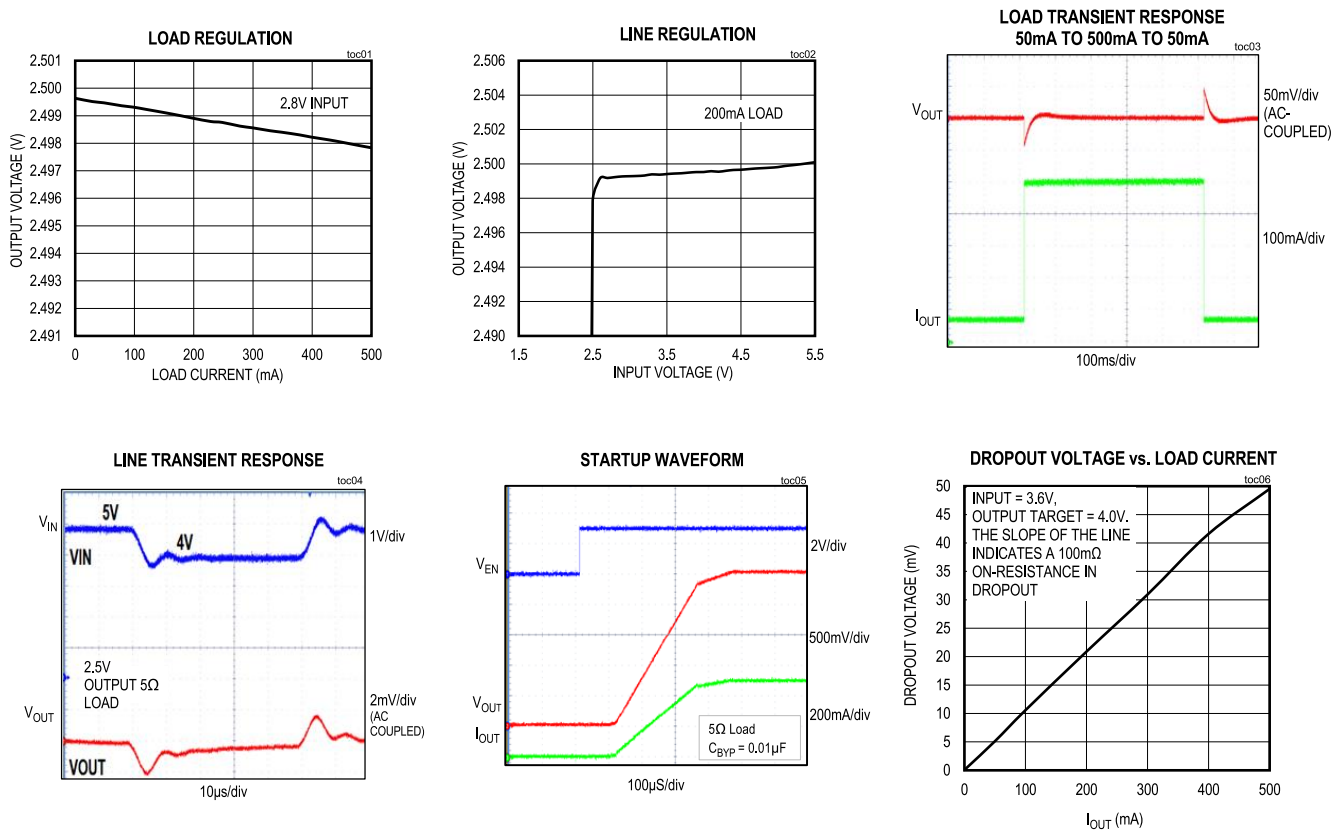 LOAD REGULATION
toc01
2.501
2.500
2.499
2.498
2.497
2.496
2.495
2.494
2.493
2.492
2.491
OUTPUT VOLTAGE (V)
2.8V INPUT
0 100 200 300 400 500
LOAD CURRENT (mA)
LINE REGULATION
toc02
2.506
2.504
2.502
2.500
2.498
2.496
2.494
2.492
2.490
OUTPUT VOLTAGE (V)
200mA LOAD
1.5 2.5 3.5 4.5 5.5
INPUT VOLTAGE (V)
LOAD TRANSIENT RESPONSE
50mA TO 500mA TO 50mA
toc03
VOUT
50mV/div
(AC-
COUPLED)
100mA/div
IOUT
100ms/div
LINE TRANSIENT RESPONSE
toc04
VIN
5V
VIN
4V
1V/div
2.5V
OUTPUT 5Ω
LOAD
VOUT
2mV/div
(AC
COUPLED)
VOUT
10µs/div
STARTUP WAVEFORM
toc05
2V/div
VEN
500mV/div
VOUT
IOUT
200mA/div
5Ω Load
CBYP = 0.01µF
100µS/div
DROPOUT VOLTAGE vs. LOAD CURRENT
toc06
50
45
40
35
30
25
20
15
10
5
0
DROPOUT VOLTAGE (mV)
INPUT = 3.6V,
OUTPUT TARGET = 4.0V.
THE SLOPE OF THE LINE
INDICATES A 100mΩ
ON-RESISTANCE IN
DROPOUT
0 100 200 300 400 500
IOUT (mA)